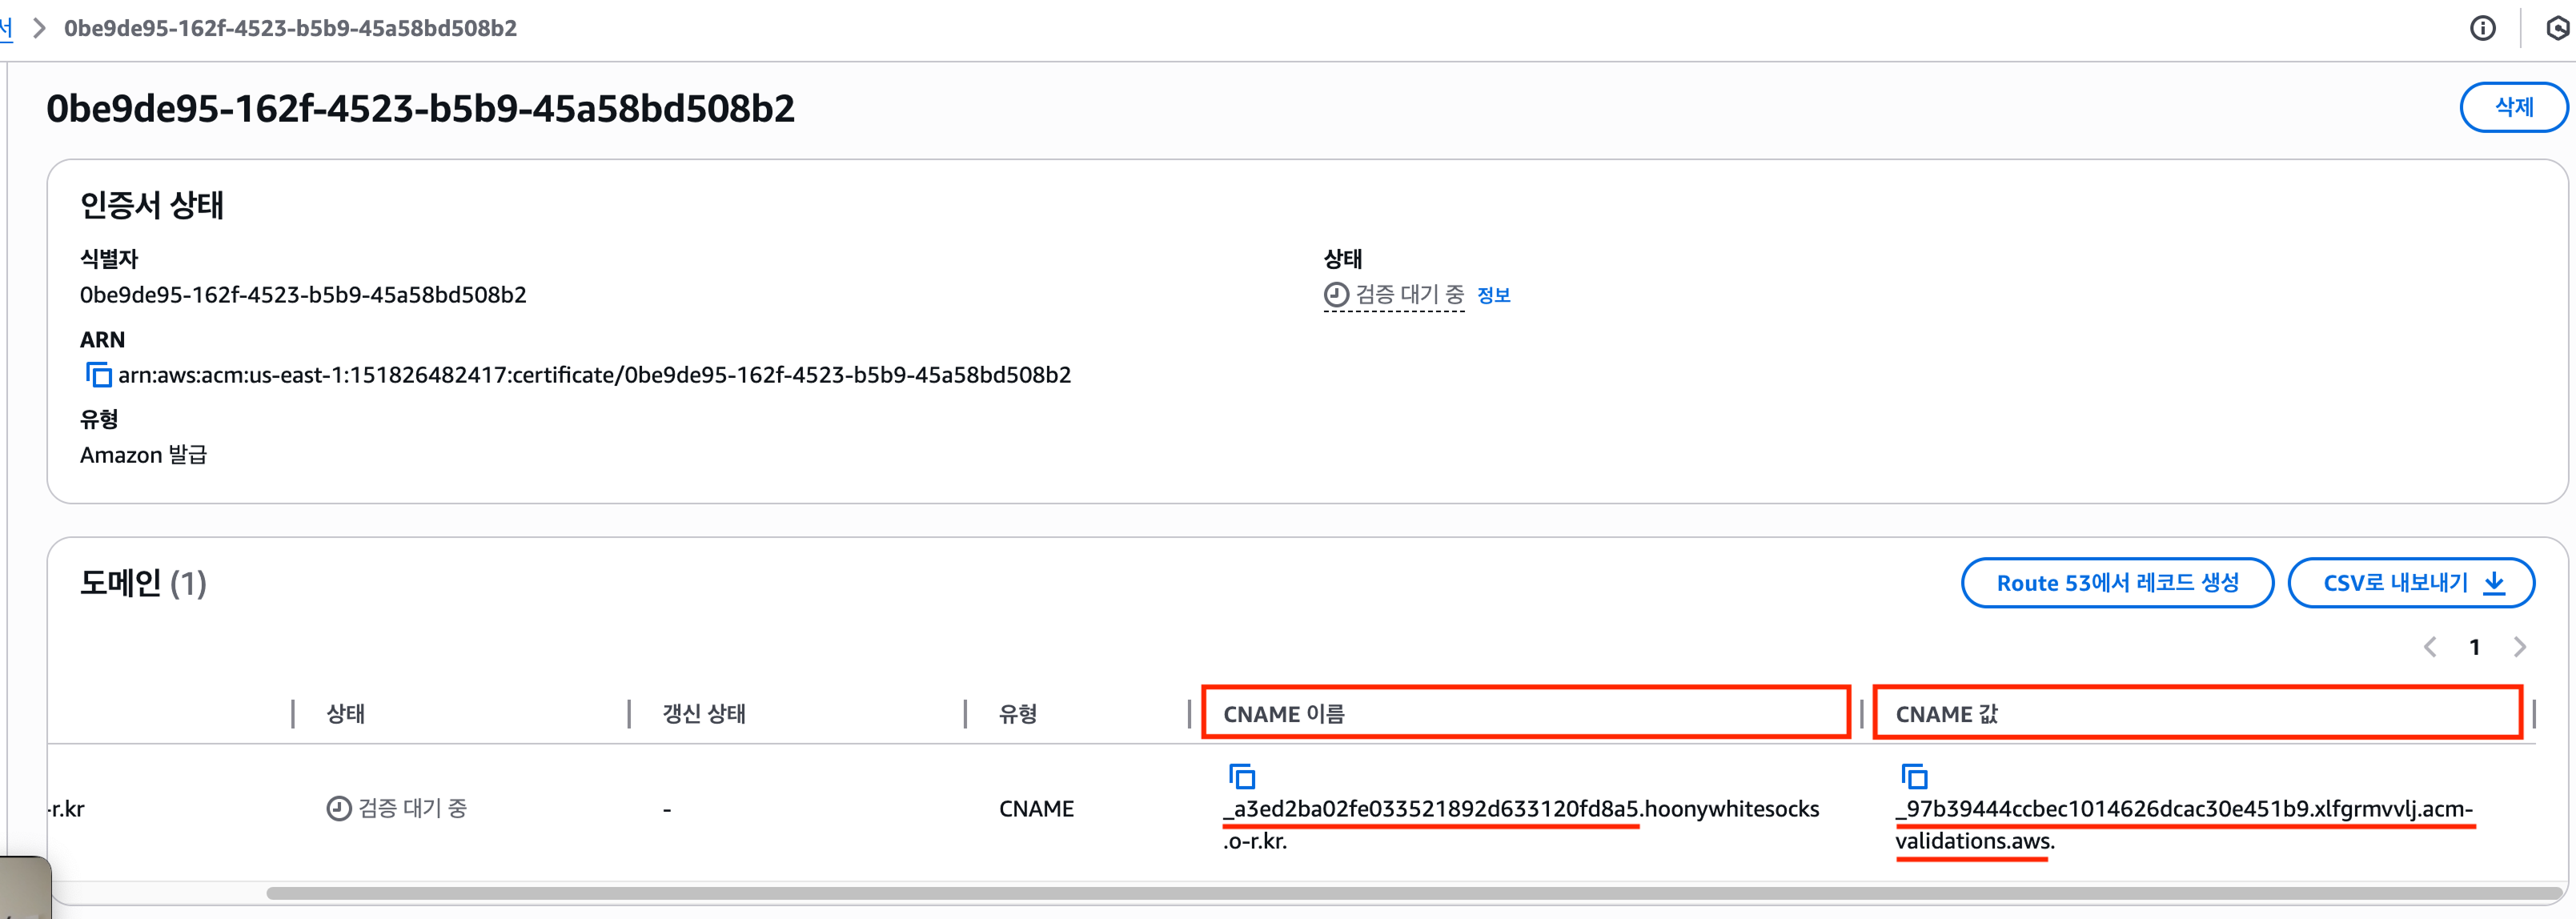 서 > 0be9de95-162f-4523-b5b9-45a58bd508b2
0be9de95-162f-4523-b5b9-45a58bd508b2
삭제
인증서 상태
식별자
0be9de95-162f-4523-b5b9-45a58bd508b2
상태
검증 대기 중 정보
ARN
arn:aws:acm:us-east-1:151826482417:certificate/0be9de95-162f-4523-b5b9-45a58bd508b2
유형
Amazon 발급
도메인 (1)
Route 53에서 레코드 생성
CSV로 내보내기
1
상태 갱신 상태 유형 CNAME 이름 CNAME 값
-r.kr 검증 대기 중 - CNAME
_a3ed2ba02fe033521892d633120fd8a5.hoonywhitesocks
.o-r.kr.
_97b39444ccbec1014626dcac30e451b9.xlfgrmvvlj.acm-
validations.aws.